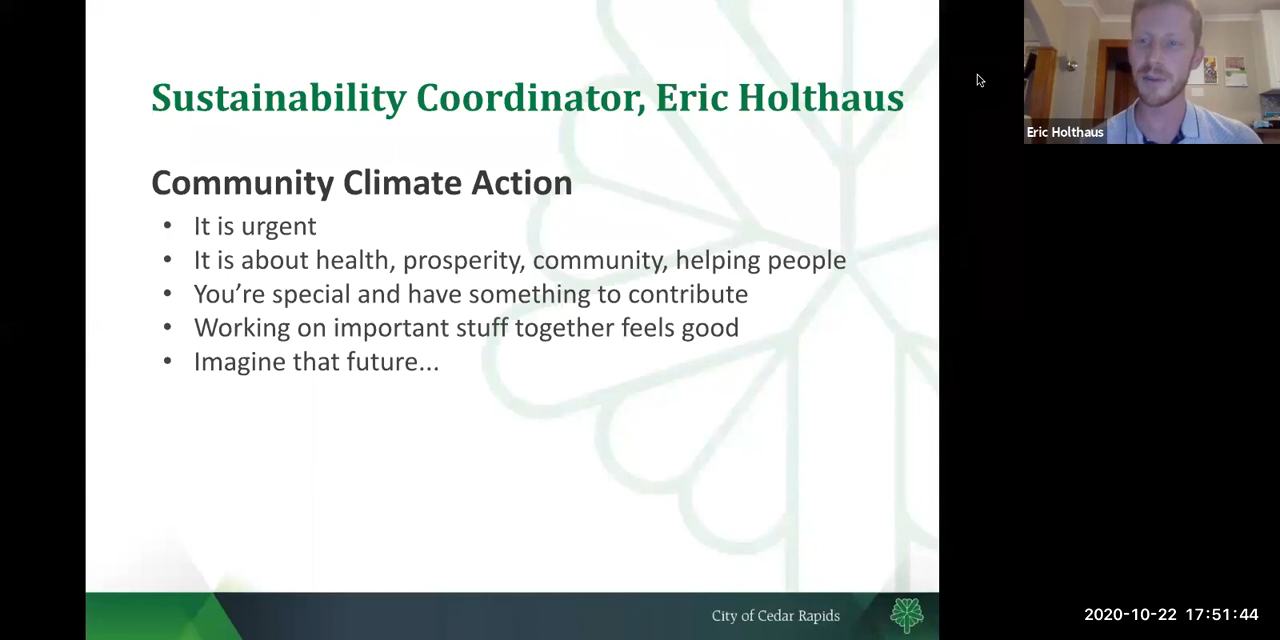 Sustainability Coordinator, Eric Holthaus
Community Climate Action
• It is urgent
• It is about health, prosperity, community, helping people
• You’re special and have something to contribute
• Working on important stuff together feels good
• Imagine that future...
City of Cedar Rapids
Eric Holthaus
2020-10-22 17:51:44